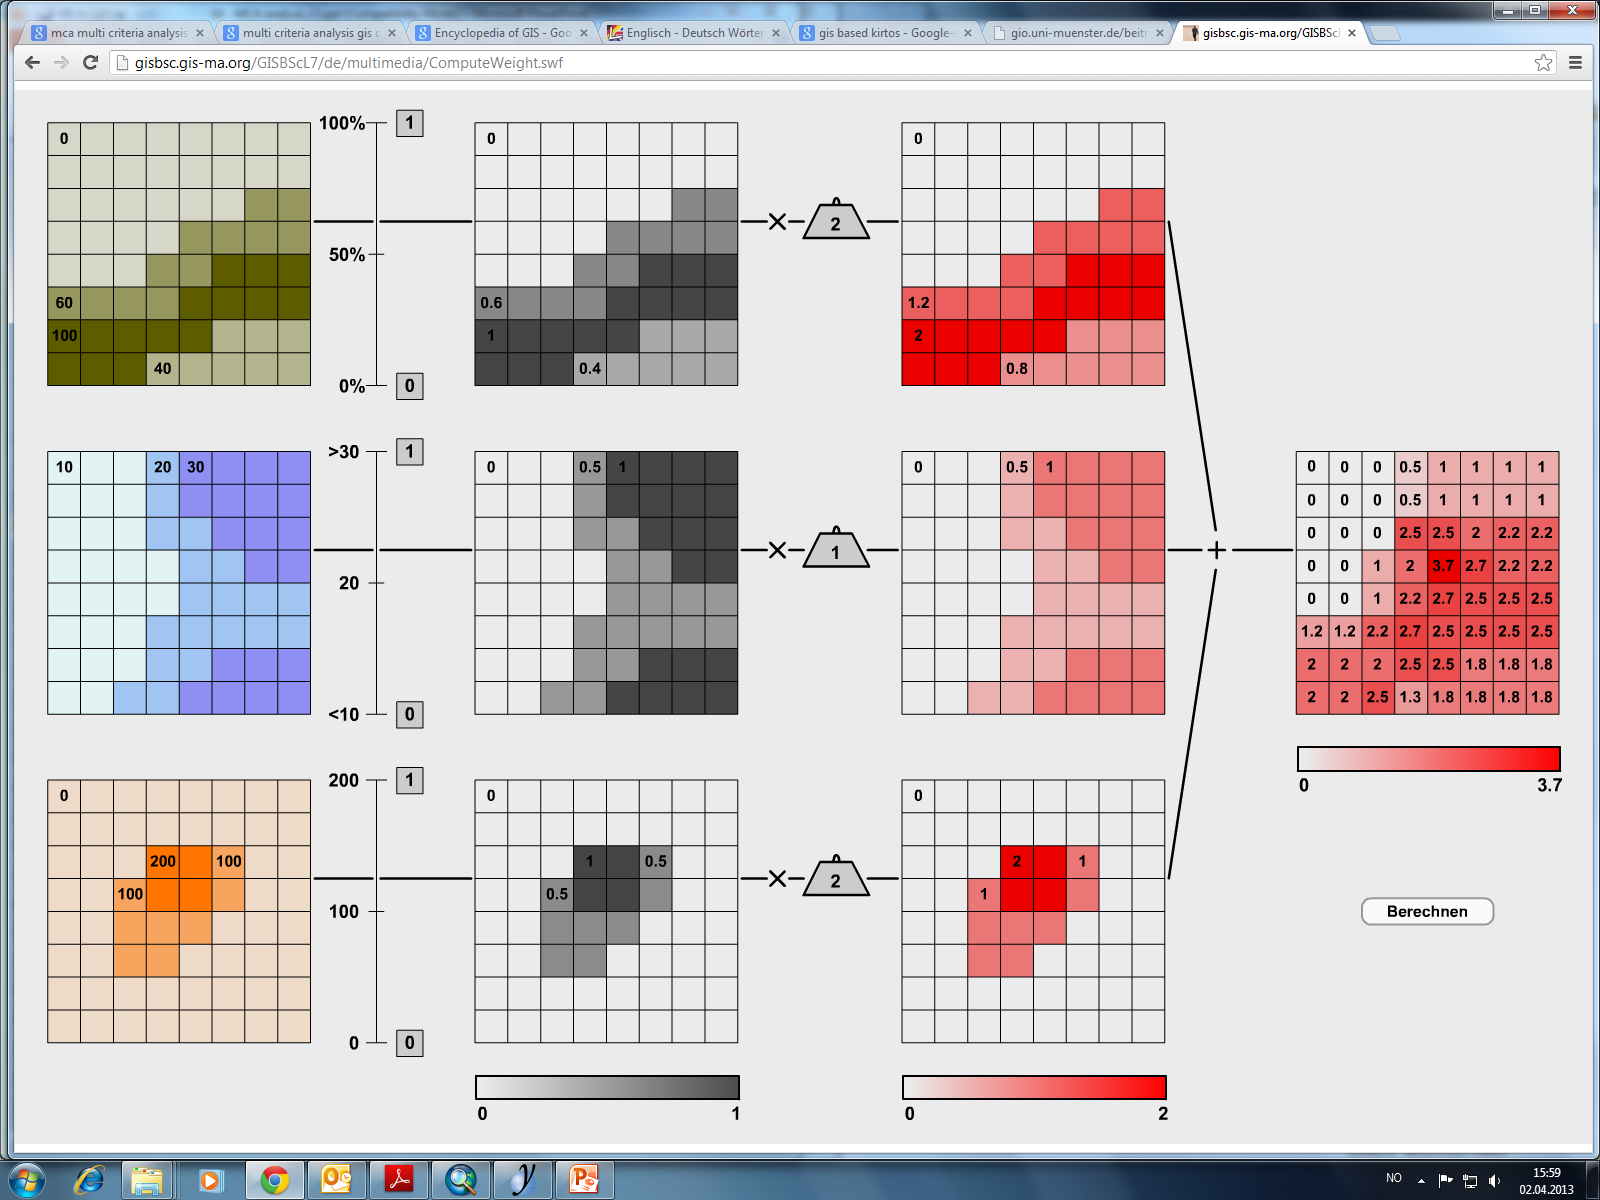 mca multi criteria analysis
multi criteria analysis gis c
Encyclopedia of GIS - Goo
Englisch - Deutsch Wörter
gis based kirtos - Google-
gio.uni-muenster.de/beitr
gisbsc.gis-ma.org/GISBSc
gisbsc.gis-ma.org/GISBScL7/de/multimedia/ComputeWeight.swf
0
60
100
40
100%
50%
0%
1
0
0
0.6
1
0.4
2
0
1.2
2
0.8
10 20 30
>30
20
<10
1
0
0 0.5 1
1
0 0.5 1
0 0 0 0.5 1 1 1 1
0 0 0 0.5 1 1 1 1
0 0 0 2.5 2.5 2 2.2 2.2
0 0 1 2 3.7 2.7 2.2 2.2
0 0 1 2.2 2.7 2.5 2.5 2.5
1.2 1.2 2.2 2.7 2.5 2.5 2.5 2.5
2 2 2 2.5 2.5 1.8 1.8 1.8
2 2 2.5 1.3 1.8 1.8 1.8 1.8
0 3.7
0
200 100
100
200
100
0
1
0
0
1 0.5
0.5
2
0
2 1
1
Berechnen
0 1
0 2
NO
15:59
02.04.2013